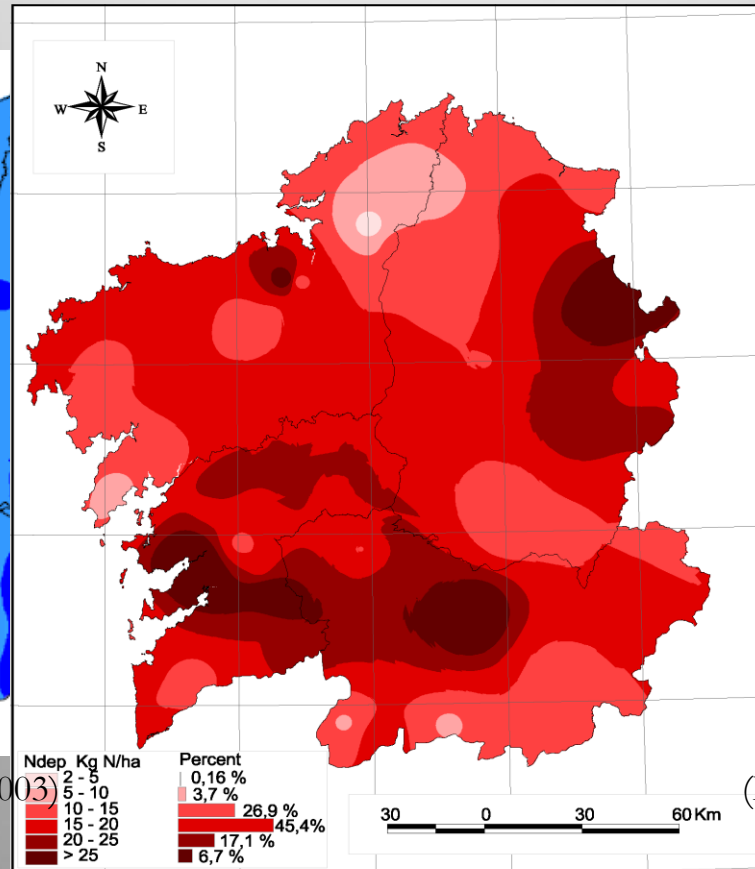 N
W E
S
Ndep Kg N/ha Percent
2 - 5 0,16 %
5 - 10 3,7 %
10 - 15 26,9 %
15 - 20 45,4%
20 - 25 17,1 %
> 25 6,7 %
003) (
30 0 30 60 Km